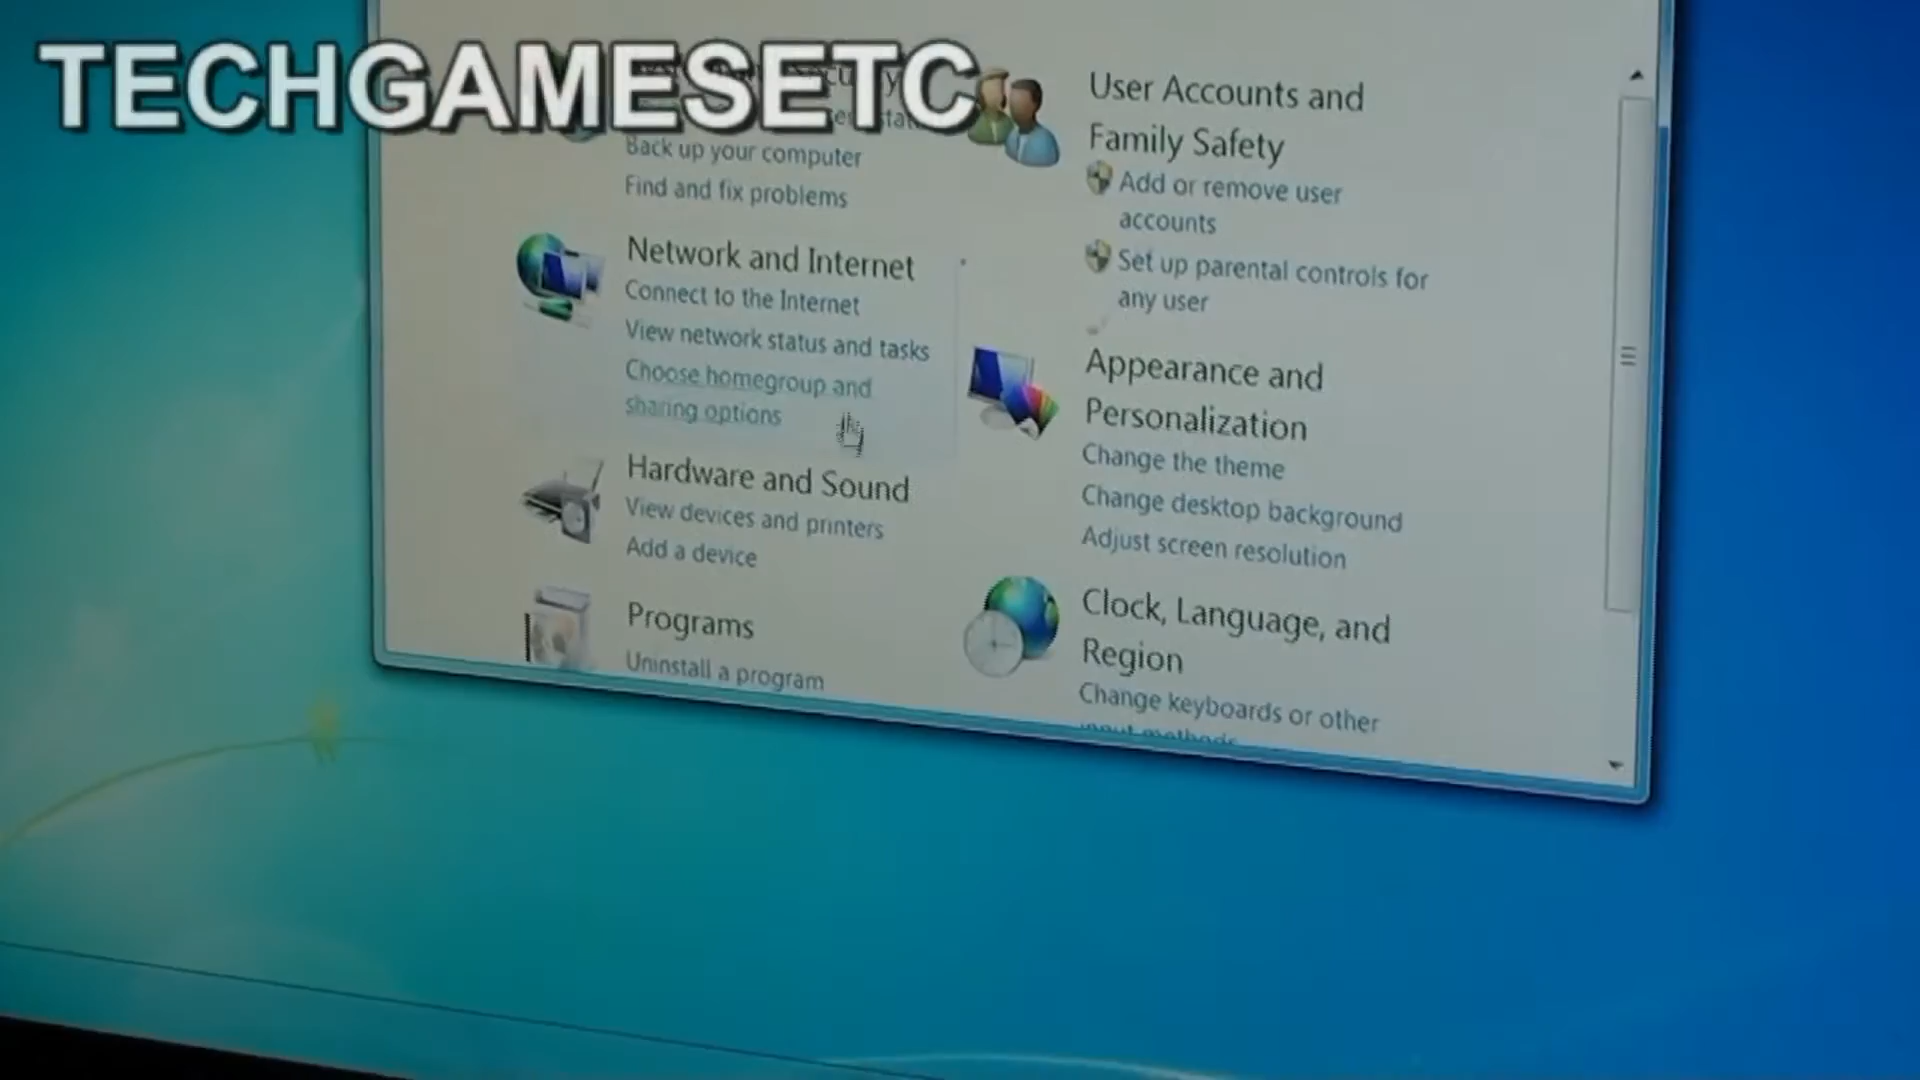 TECHGAMESETC
Back up your computer
Find and fix problems
Network and Internet
Connect to the Internet
View network status and tasks
Choose homegroup and
sharing options
Hardware and Sound
View devices and printers
Add a device
Programs
Uninstall a program
User Accounts and
Family Safety
Add or remove user
accounts
Set up parental controls for
any user
Appearance and
Personalization
Change the theme
Change desktop background
Adjust screen resolution
Clock, Language, and
Region
Change keyboards or other
input methods